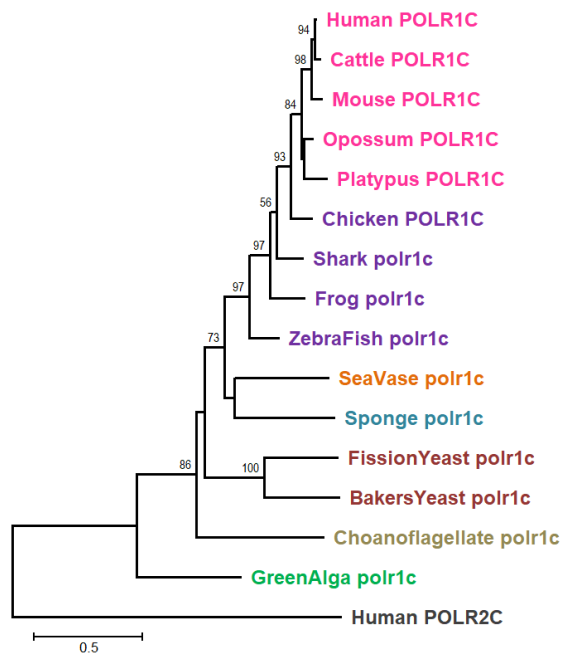 Human POLR1C
94
Cattle POLR1C
98
Mouse POLR1C
84
Opossum POLR1C
93
Platypus POLR1C
56
Chicken POLR1C
97
Shark polr1c
97
Frog polr1c
73
ZebraFish polr1c
SeaVase polr1c
Sponge polr1c
86
100
FissionYeast polr1c
BakersYeast polr1c
Choanoflagellate polr1c
GreenAlga polr1c
Human POLR2C
0.5